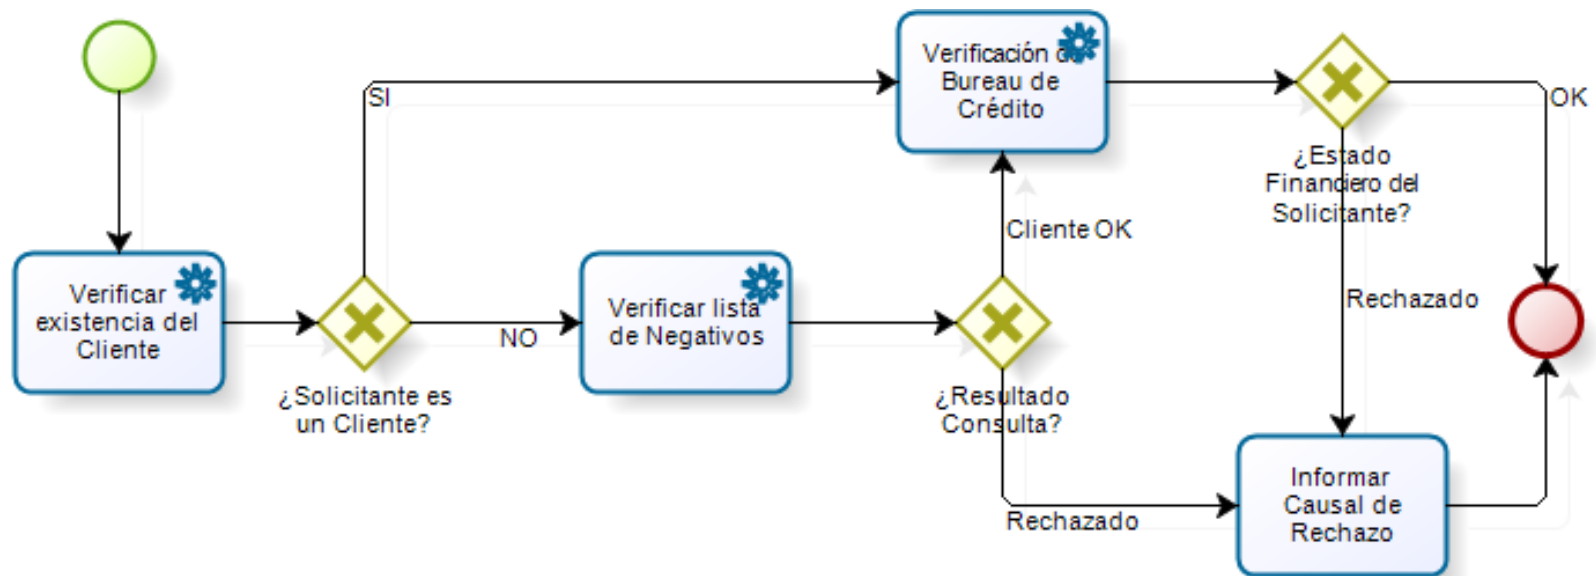 Verificar
existencia del
Cliente
¿Solicitante es
un Cliente?
SI
NO
Verificar lista
de Negativos
¿Resultado
Consulta?
Cliente OK
Rechazado
Verificación de
Bureau de
Crédito
¿Estado
Financiero del
Solicitante?
OK
Rechazado
Informar
Causal de
Rechazo